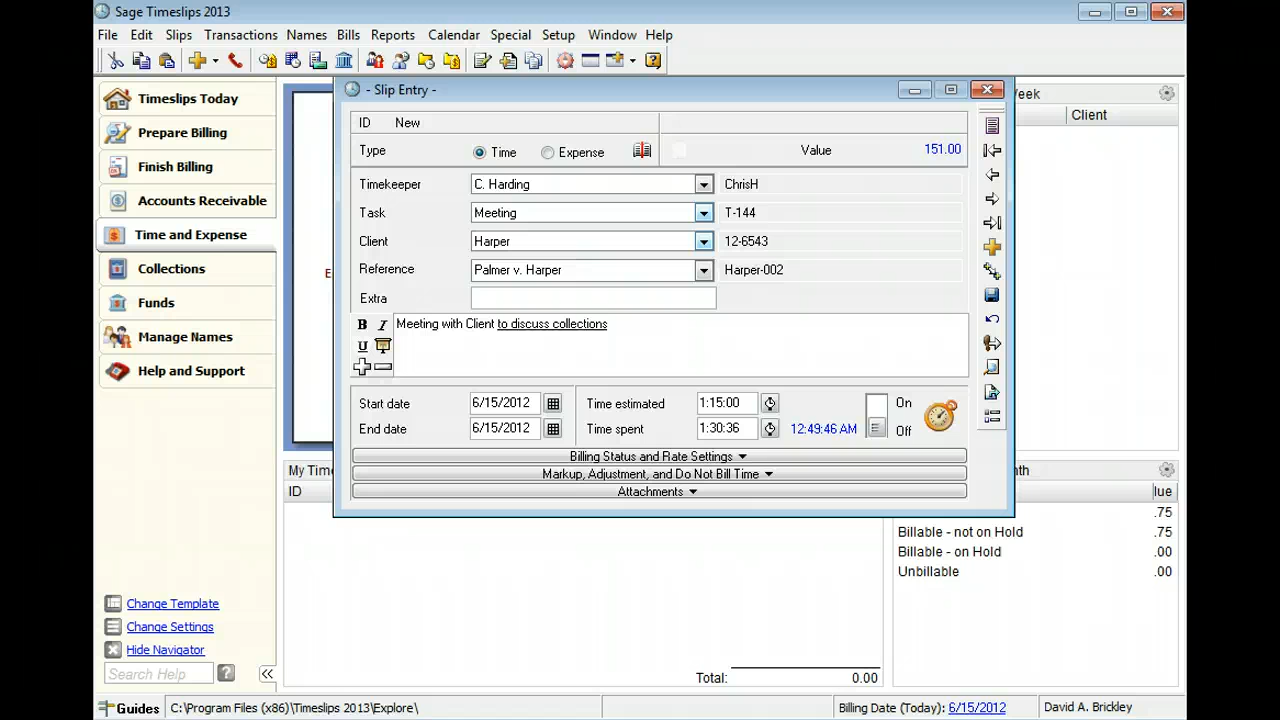 Sage Timeslips 2013
File Edit Slips Transactions Names Bills Reports Calendar Special Setup Window Help
Timeslips Today
Prepare Billing
Finish Billing
Accounts Receivable
Time and Expense
Collections
Funds
Manage Names
Help and Support
Change Template
Change Settings
Hide Navigator
Search Help
- Slip Entry -
ID New
Type Time Expense Value 151.00
Timekeeper C. Harding ChrisH
Task Meeting T-144
Client Harper 12-6543
Reference Palmer v. Harper Harper-002
Extra
B I Meeting with Client to discuss collections
U
Start date 6/15/2012 Time estimated 1:15:00 On
End date 6/15/2012 Time spent 1:30:36 12:49:46 AM Off
Billing Status and Rate Settings
Markup, Adjustment, and Do Not Bill Time
Attachments
Week
Client
E
My Time
ID
Total: 0.00
nth
lue
.75
Billable - not on Hold .75
Billable - on Hold .00
Unbillable .00
Guides C:\Program Files (x86)\Timeslips 2013\Explore\ Billing Date (Today): 6/15/2012 David A. Brickley